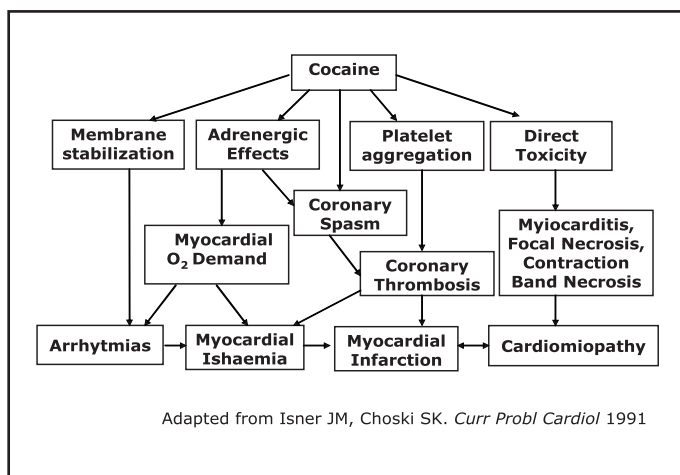 Cocaine
Membrane
stabilization
Adrenergic
Effects
Platelet
aggregation
Direct
Toxicity
Coronary
Spasm
Myocardial
O₂ Demand
Coronary
Thrombosis
Myiocarditis,
Focal Necrosis,
Contraction
Band Necrosis
Arrhytmias
Myocardial
Ishaemia
Myocardial
Infarction
Cardiomiopathy
Adapted from Isner JM, Choski SK. Curr Probl Cardiol 1991